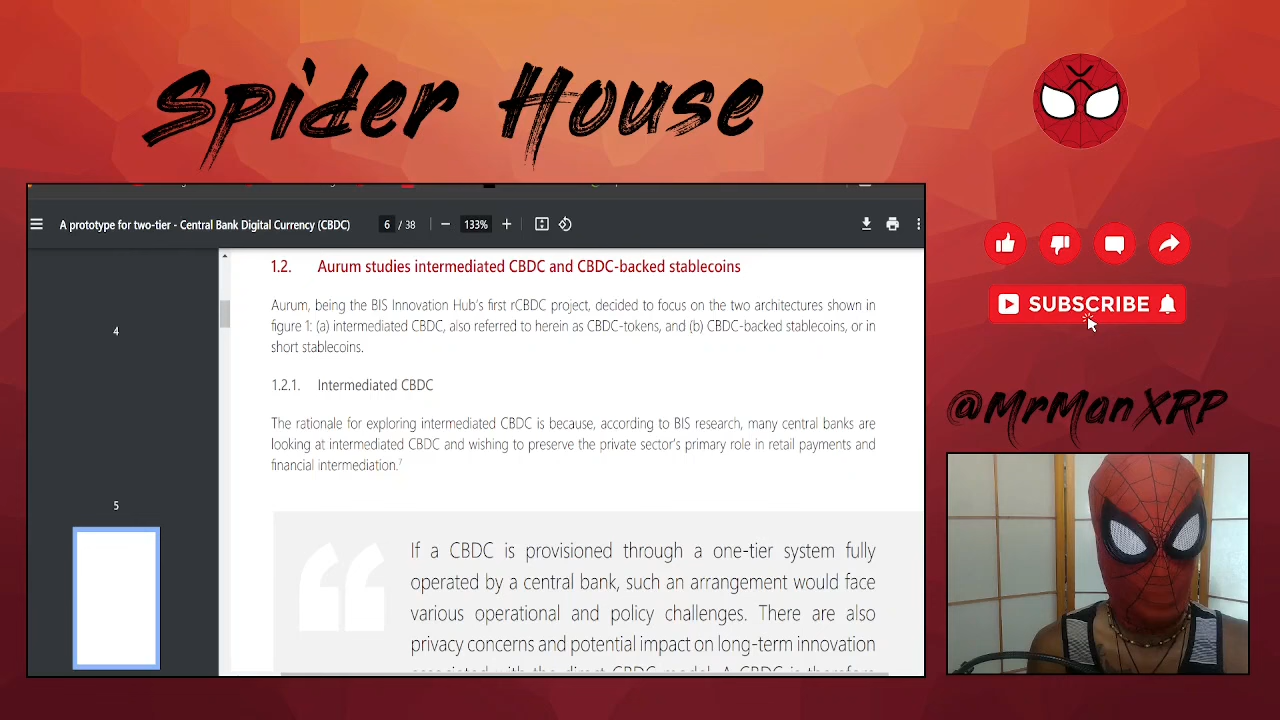 Spider House
A prototype for two-tier - Central Bank Digital Currency (CBDC) 6 / 38 133%
1.2. Aurum studies intermediated CBDC and CBDC-backed stablecoins
Aurum, being the BIS Innovation Hub's first rCBDC project, decided to focus on the two architectures shown in
figure 1: (a) intermediated CBDC, also referred to herein as CBDC-tokens, and (b) CBDC-backed stablecoins, or in
short stablecoins.
1.2.1. Intermediated CBDC
The rationale for exploring intermediated CBDC is because, according to BIS research, many central banks are
looking at intermediated CBDC and wishing to preserve the private sector's primary role in retail payments and
financial intermediation.7
If a CBDC is provisioned through a one-tier system fully
operated by a central bank, such an arrangement would face
various operational and policy challenges. There are also
privacy concerns and potential impact on long-term innovation
4
5
SUBSCRIBE
@MrManXRP